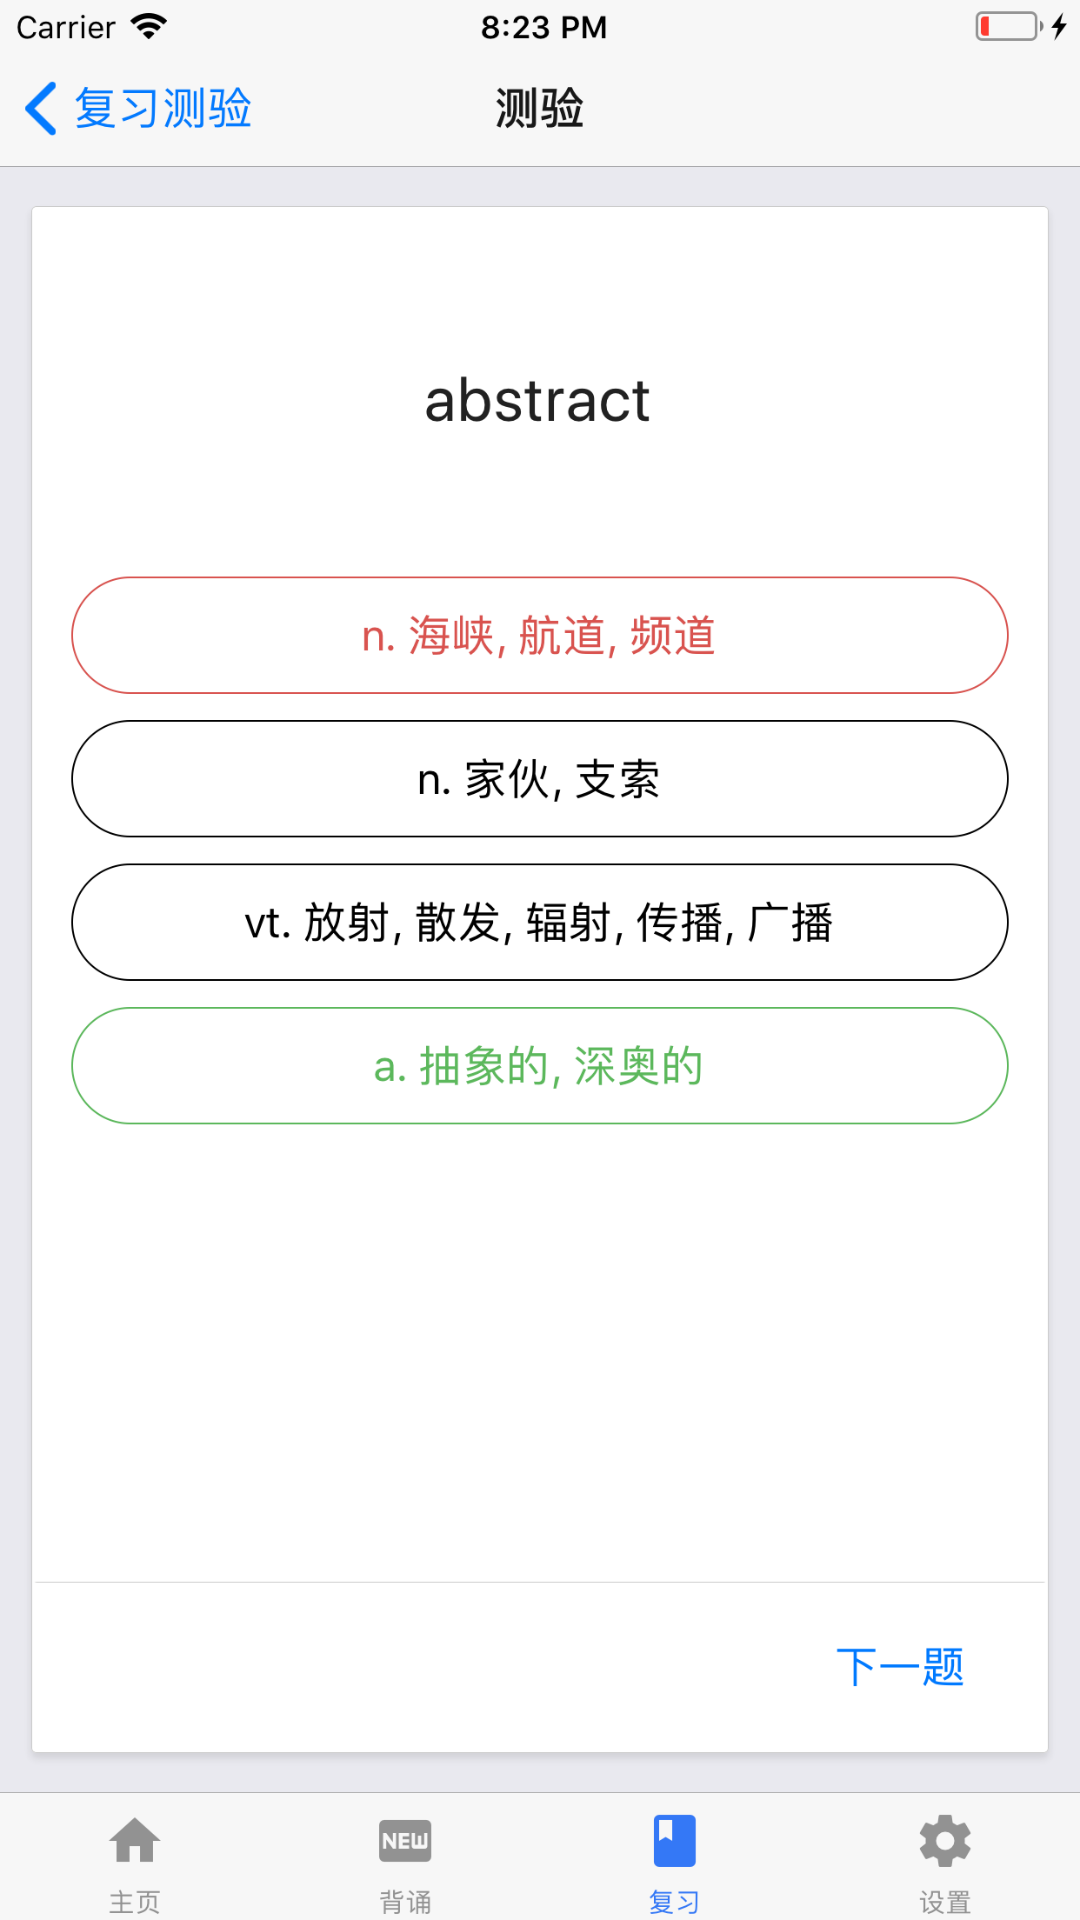 Carrier 8:23 PM
复习测验 测验
abstract
n. 海峡, 航道, 频道
n. 家伙, 支索
vt. 放射, 散发, 辐射, 传播, 广播
a. 抽象的, 深奥的
下一题
NEW
主页 背诵 复习 设置